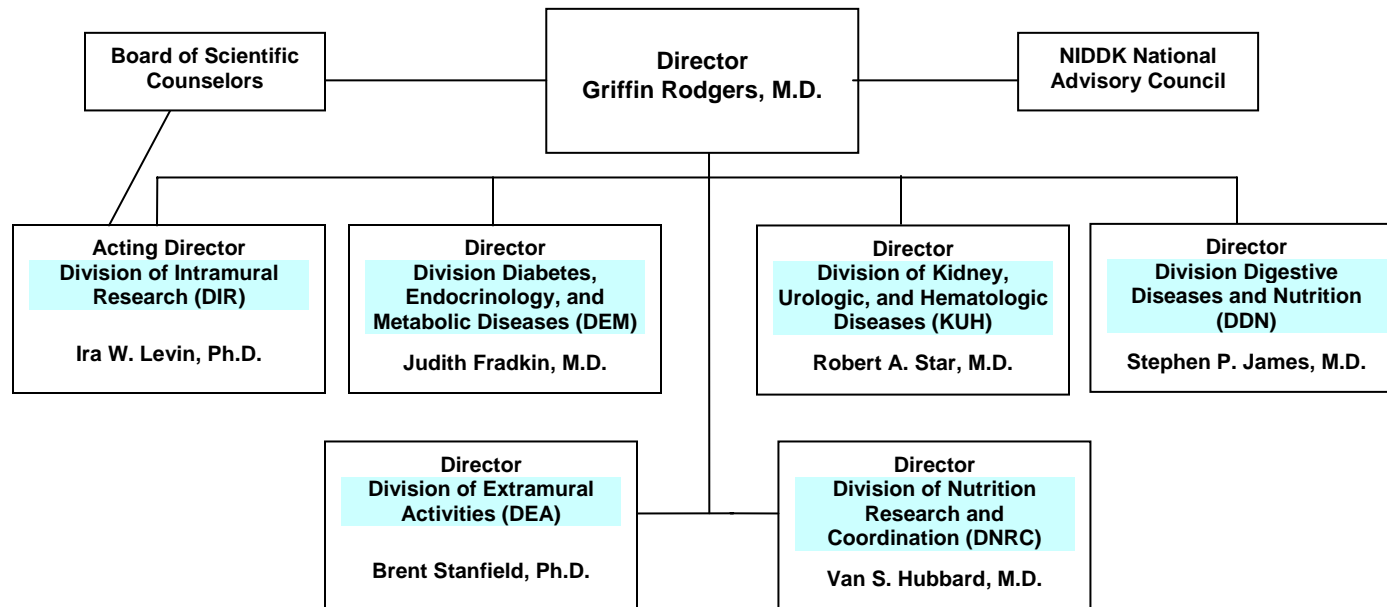 Board of Scientific
Counselors
Director
Griffin Rodgers, M.D.
NIDDK National
Advisory Council
Acting Director
Division of Intramural
Research (DIR)
Ira W. Levin, Ph.D.
Director
Division Diabetes,
Endocrinology, and
Metabolic Diseases (DEM)
Judith Fradkin, M.D.
Director
Division of Kidney,
Urologic, and Hematologic
Diseases (KUH)
Robert A. Star, M.D.
Director
Division Digestive
Diseases and Nutrition
(DDN)
Stephen P. James, M.D.
Director
Division of Extramural
Activities (DEA)
Brent Stanfield, Ph.D.
Director
Division of Nutrition
Research and
Coordination (DNRC)
Van S. Hubbard, M.D.